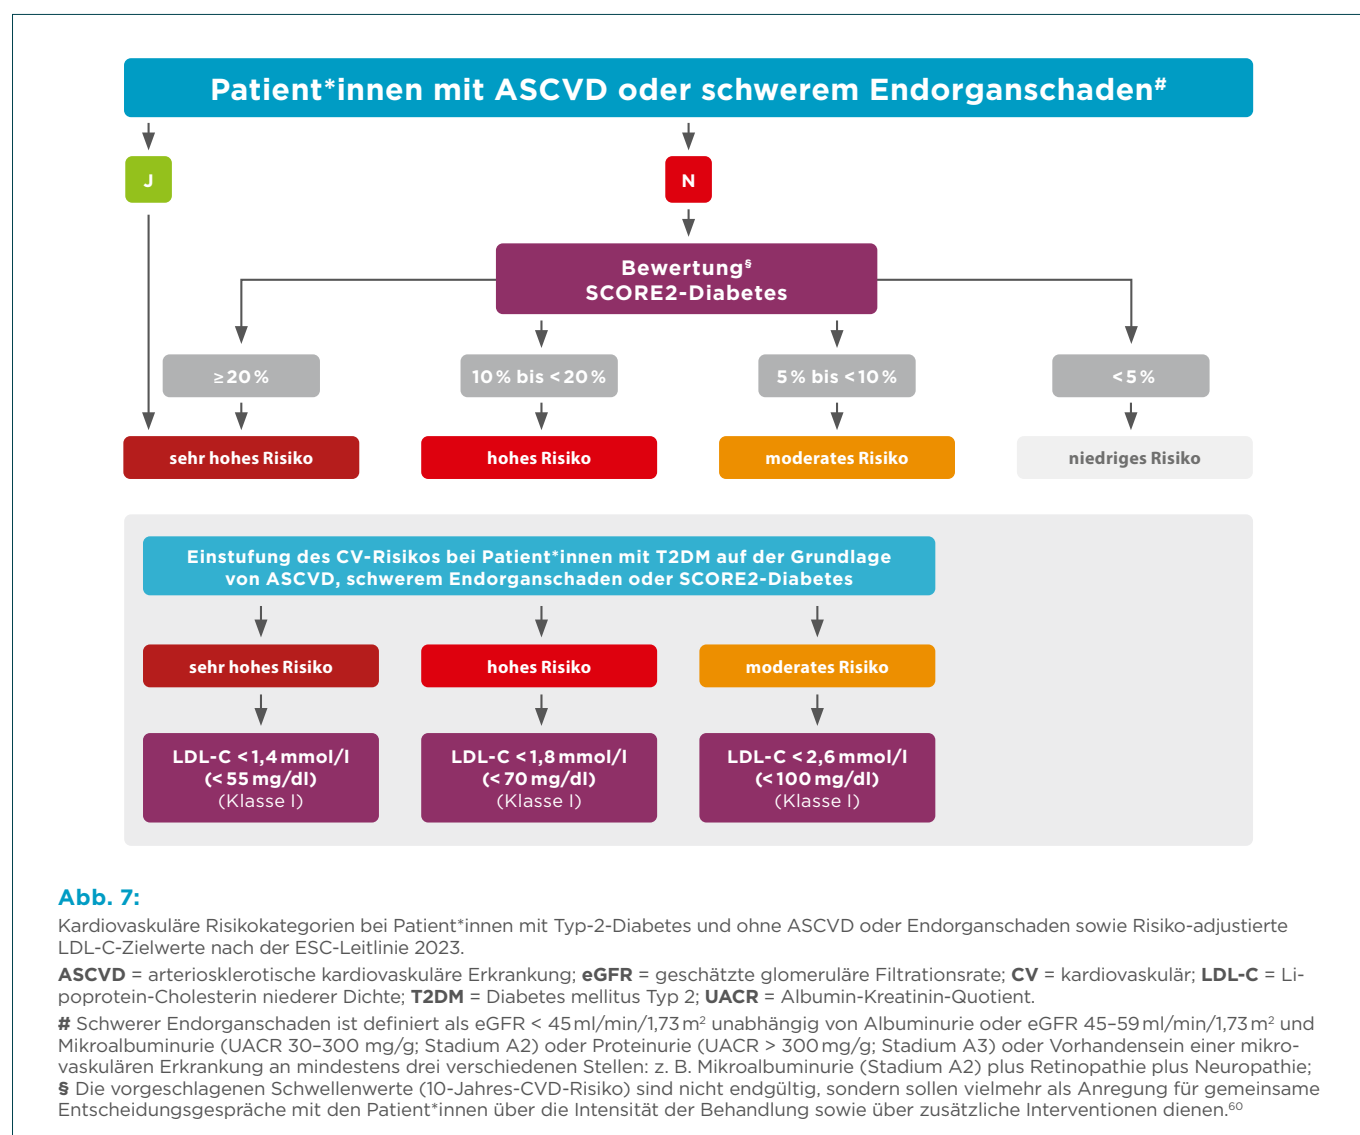 Patient*innen mit ASCVD oder schwerem Endorganschaden#
J
N
Bewertung§
SCORE2-Diabetes
≥ 20 %
10 % bis < 20 %
5 % bis < 10 %
< 5 %
sehr hohes Risiko
hohes Risiko
moderates Risiko
niedriges Risiko
Einstufung des CV-Risikos bei Patient*innen mit T2DM auf der Grundlage
von ASCVD, schwerem Endorganschaden oder SCORE2-Diabetes
sehr hohes Risiko
hohes Risiko
moderates Risiko
LDL-C < 1,4 mmol/l
(< 55 mg/dl)
(Klasse I)
LDL-C < 1,8 mmol/l
(< 70 mg/dl)
(Klasse I)
LDL-C < 2,6 mmol/l
(< 100 mg/dl)
(Klasse I)
Abb. 7:
Kardiovaskuläre Risikokategorien bei Patient*innen mit Typ-2-Diabetes und ohne ASCVD oder Endorganschaden sowie Risiko-adjustierte
LDL-C-Zielwerte nach der ESC-Leitlinie 2023.
ASCVD = arteriosklerotische kardiovaskuläre Erkrankung; eGFR = geschätzte glomeruläre Filtrationsrate; CV = kardiovaskulär; LDL-C = Li-
poprotein-Cholesterin niederer Dichte; T2DM = Diabetes mellitus Typ 2; UACR = Albumin-Kreatinin-Quotient.
# Schwerer Endorganschaden ist definiert als eGFR < 45 ml/min/1,73 m² unabhängig von Albuminurie oder eGFR 45–59 ml/min/1,73 m² und
Mikroalbuminurie (UACR 30–300 mg/g; Stadium A2) oder Proteinurie (UACR > 300 mg/g; Stadium A3) oder Vorhandensein einer mikro-
vaskulären Erkrankung an mindestens drei verschiedenen Stellen: z. B. Mikroalbuminurie (Stadium A2) plus Retinopathie plus Neuropathie;
§ Die vorgeschlagenen Schwellenwerte (10-Jahres-CVD-Risiko) sind nicht endgültig, sondern sollen vielmehr als Anregung für gemeinsame
Entscheidungsgespräche mit den Patient*innen über die Intensität der Behandlung sowie über zusätzliche Interventionen dienen.⁶⁰